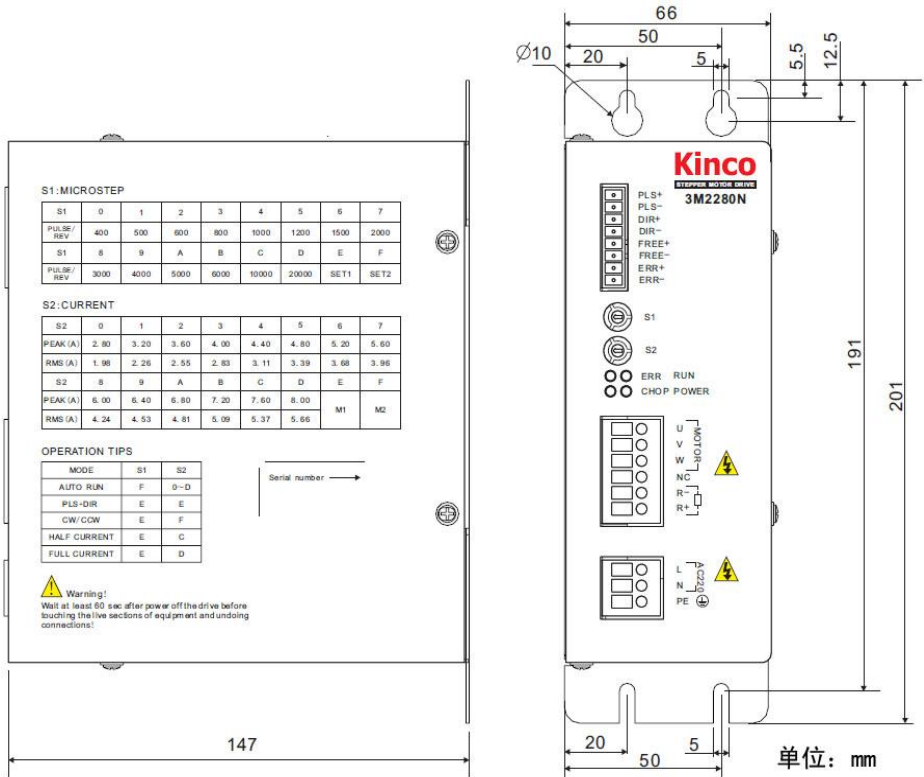 S1:MICROSTEP
S1 0 1 2 3 4 5 6 7
PULSE/REV 400 500 600 800 1000 1200 1500 2000
S1 8 9 A B C D E F
PULSE/REV 3000 4000 5000 6000 10000 20000 SET1 SET2
S2:CURRENT
S2 0 1 2 3 4 5 6 7
PEAK(A) 2.80 3.20 3.60 4.00 4.40 4.80 5.20 5.60
RMS(A) 1.98 2.26 2.55 2.83 3.11 3.39 3.68 3.96
S2 8 9 A B C D E F
PEAK(A) 6.00 6.40 6.80 7.20 7.60 8.00 M1 M2
RMS(A) 4.24 4.53 4.81 5.09 5.37 5.66
OPERATION TIPS
MODE S1 S2
AUTO RUN F 0~D
PLS+DIR E E
CW/CCW E F
HALF CURRENT E C
FULL CURRENT E D
Serial number
Warning!
Wait at least 60 sec after power off the drive before
touching the live sections of equipment and undoing
connections!
147
66
50
20
5
Ø10
5.5
12.5
Kinco
STEPPER MOTOR DRIVE
3M2280N
PLS+
PLS-
DIR+
DIR-
FREE+
FREE-
ERR+
ERR-
S1
S2
ERR RUN
CHOP POWER
U
V
W
MOTOR
NC
R-
R+
L
N
AC220
PE
191
201
20
5
50
单位：mm